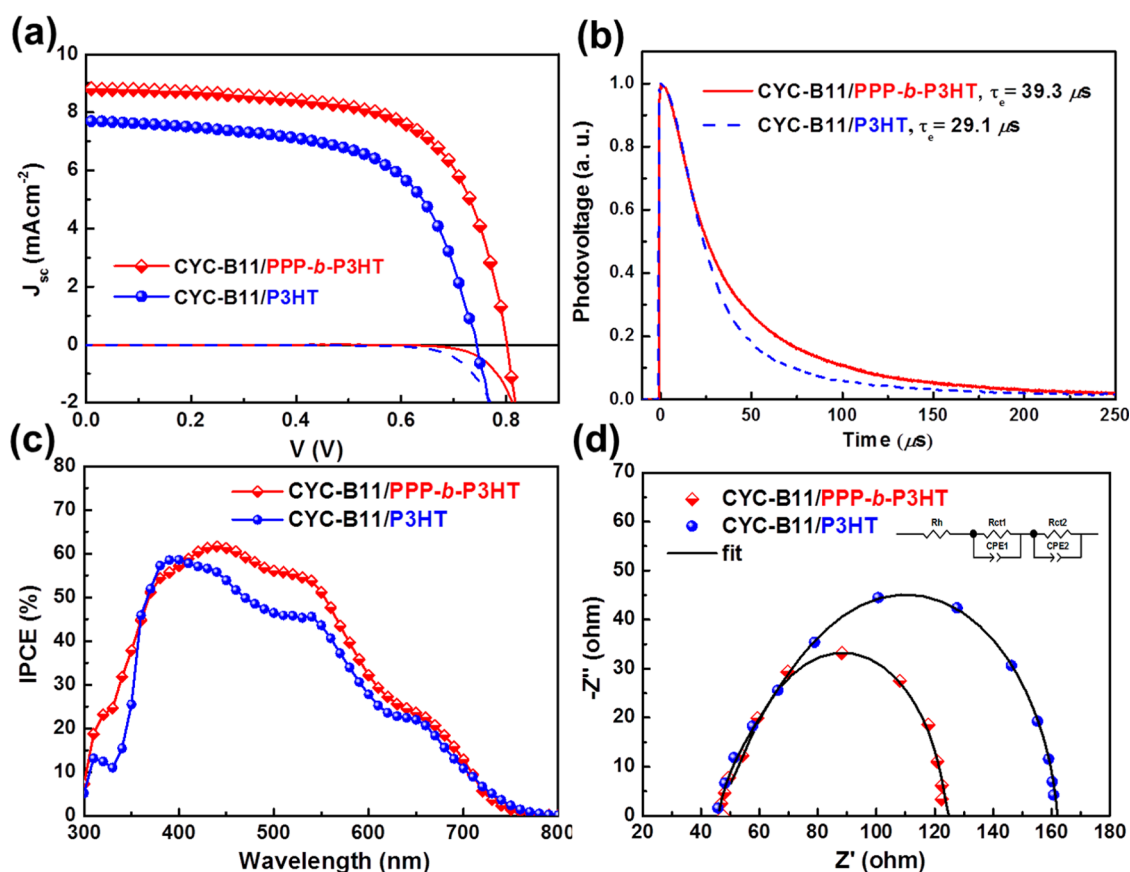 (a)
10
8
6
4
2
0
-2
J_sc (mAcm⁻²)
CYC-B11/PPP-b-P3HT
CYC-B11/P3HT
0.0 0.2 0.4 0.6 0.8
V (V)
(b)
1.0
0.8
0.6
0.4
0.2
0.0
Photovoltage (a. u.)
CYC-B11/PPP-b-P3HT, τ_e= 39.3 μs
CYC-B11/P3HT, τ_e= 29.1 μs
0 50 100 150 200 250
Time (μs)
(c)
80
70
60
50
40
30
20
10
0
IPCE (%)
CYC-B11/PPP-b-P3HT
CYC-B11/P3HT
300 400 500 600 700 800
Wavelength (nm)
(d)
70
60
50
40
30
20
10
0
-Z'' (ohm)
CYC-B11/PPP-b-P3HT
CYC-B11/P3HT
fit
Rh Rct1 Rct2
CPE1 CPE2
20 40 60 80 100 120 140 160 180
Z' (ohm)